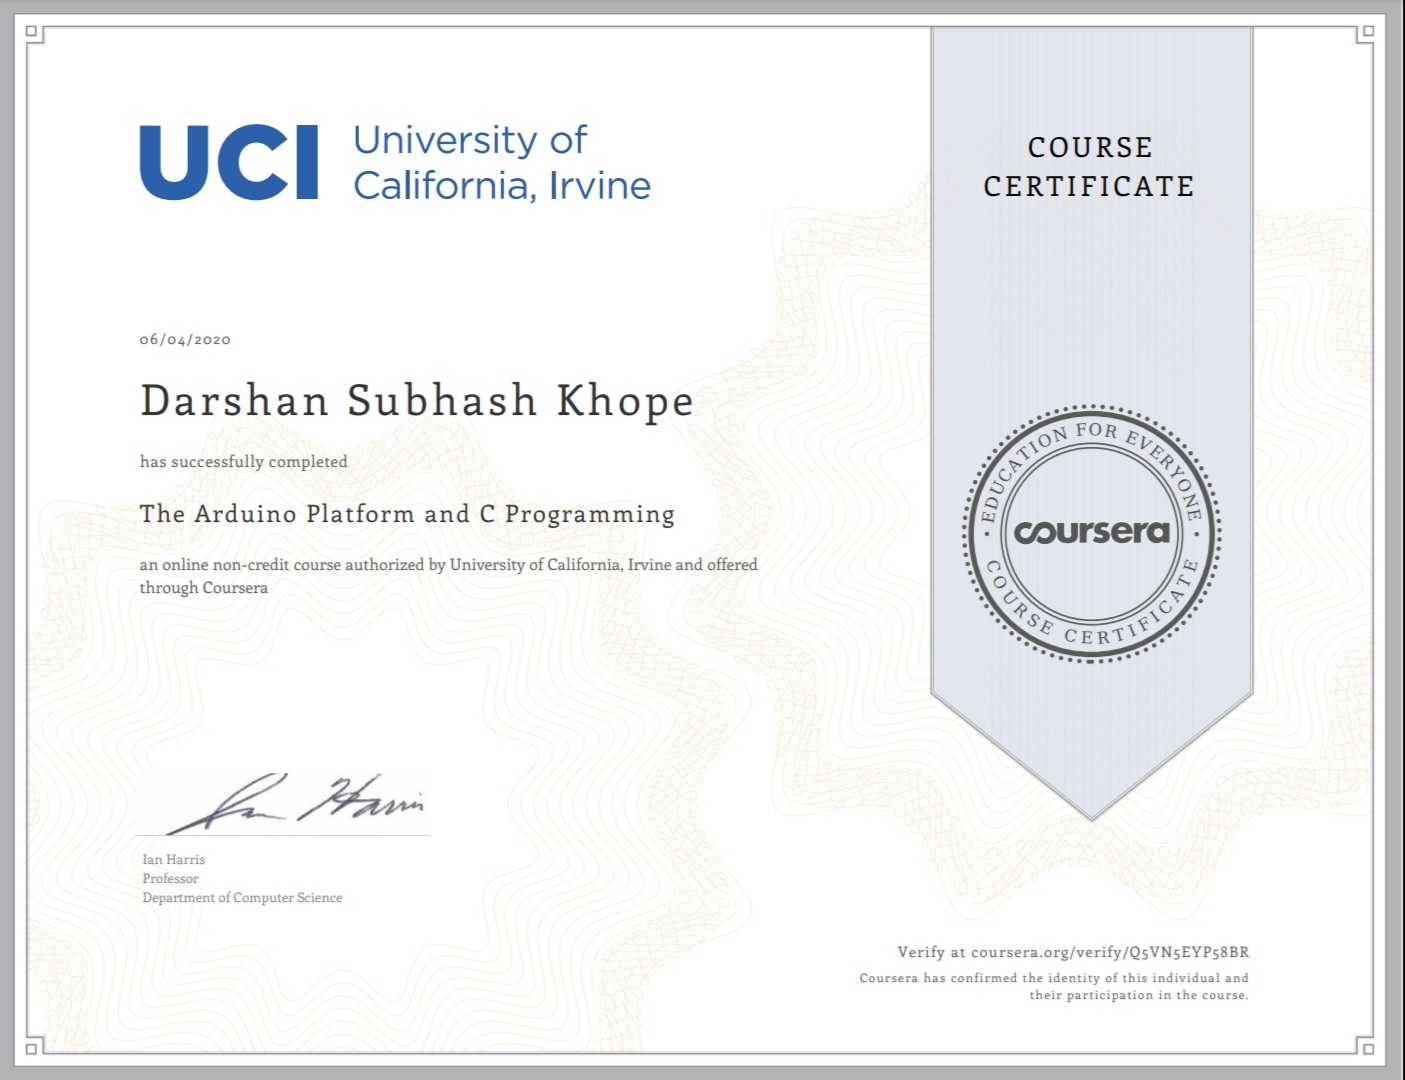 UCI University of
California, Irvine
COURSE
CERTIFICATE
06/04/2020
Darshan Subhash Khope
has successfully completed
The Arduino Platform and C Programming
an online non-credit course authorized by University of California, Irvine and offered
through Coursera
EDUCATION FOR EVERYONE
coursera
COURSE CERTIFICATE
Ian Harris
Ian Harris
Professor
Department of Computer Science
Verify at coursera.org/verify/Q5VN5EYP58BR
Coursera has confirmed the identity of this individual and
their participation in the course.